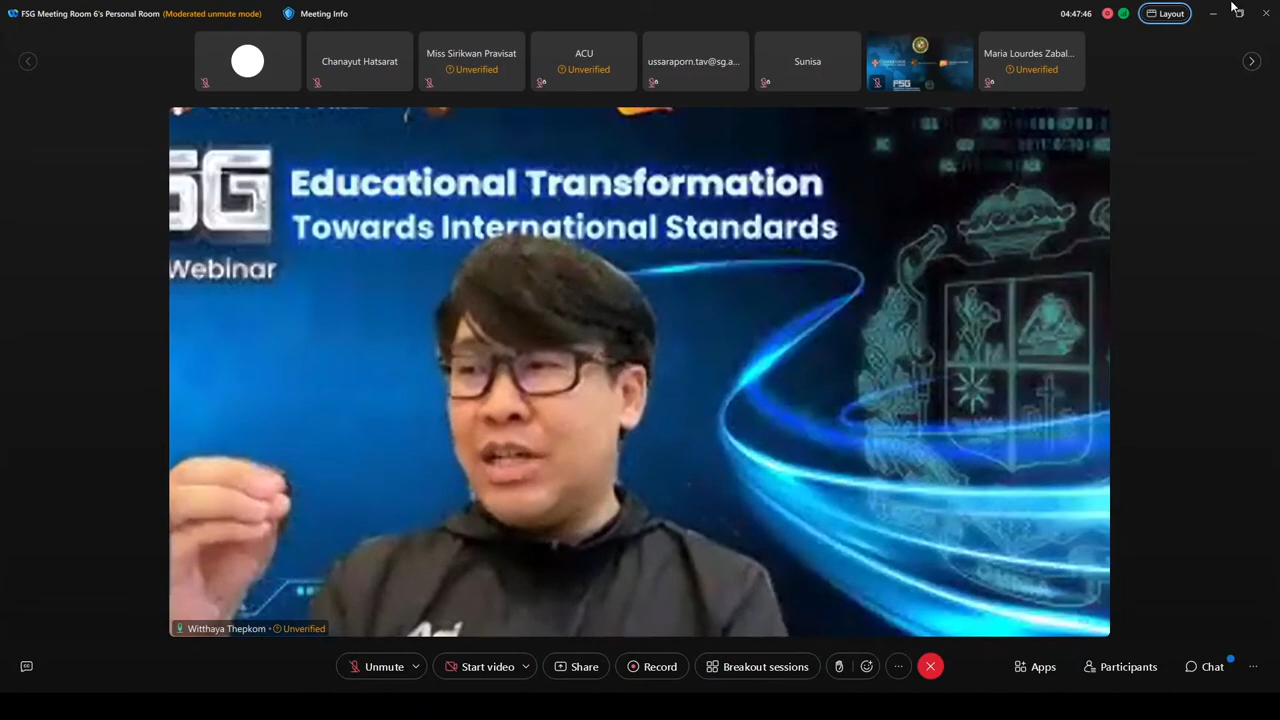 FSG Meeting Room 6's Personal Room (Moderated unmute mode)
Meeting Info
04:47:46
Layout
Chanayut Hatsarat
Miss Sirikwan Pravisat
Unverified
ACU
Unverified
ussaraporn.tav@sg.a...
Sunisa
FSG
Maria Lourdes Zabal...
Unverified
SG
Educational Transformation
Towards International Standards
Webinar
Witthaya Thepkom • Unverified
Unmute
Start video
Share
Record
Breakout sessions
Apps
Participants
Chat